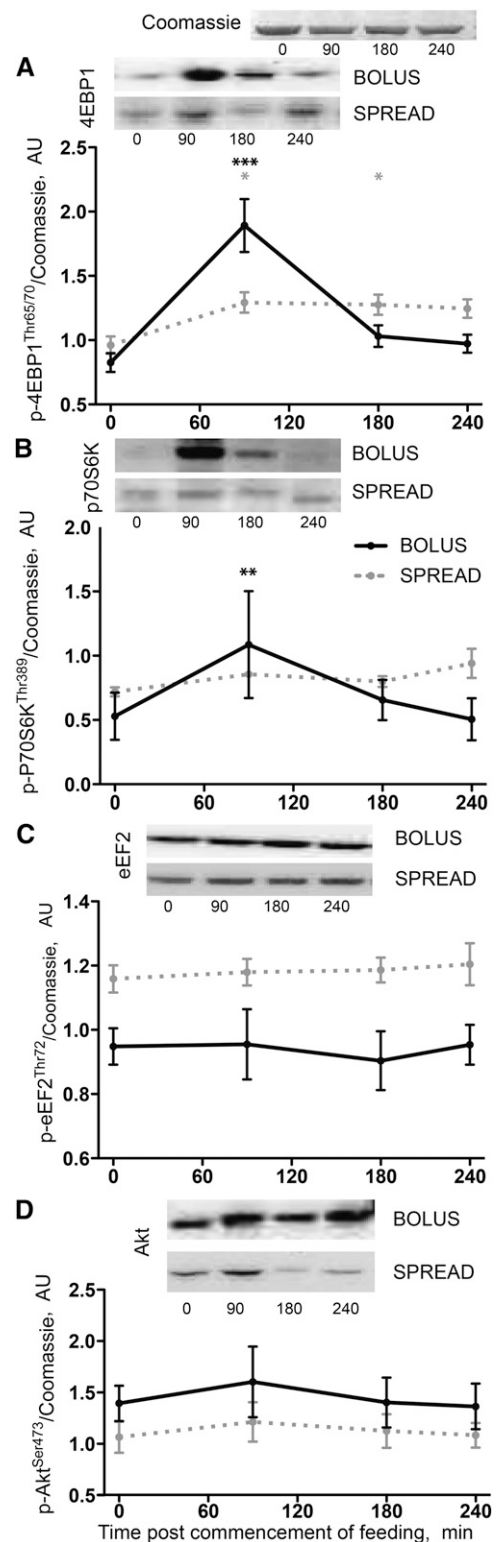 Coomassie
0 90 180 240
A
4EBP1
BOLUS
SPREAD
0 90 180 240
p-4EBP1Thr65/70/Coomassie, AU
2.5
2.0
1.5
1.0
0.5
***
*
*
0 60 120 180 240
B
p70S6K
BOLUS
SPREAD
0 90 180 240
p-P70S6KThr389/Coomassie, AU
2.0
1.5
1.0
0.5
0.0
**
BOLUS
SPREAD
0 60 120 180 240
C
eEF2
BOLUS
SPREAD
0 90 180 240
p-eEF2Thr72/Coomassie, AU
1.4
1.2
1.0
0.8
0.6
0 60 120 180 240
D
Akt
BOLUS
SPREAD
0 90 180 240
p-AktSer473/Coomassie, AU
2.5
2.0
1.5
1.0
0.5
0 60 120 180 240
Time post commencement of feeding, min